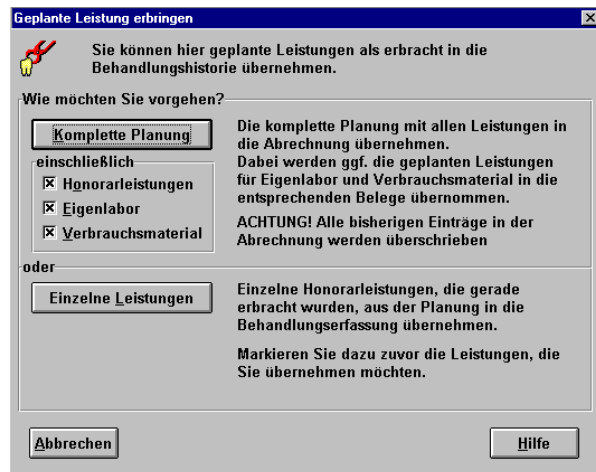 Geplante Leistung erbringen
Sie können hier geplante Leistungen als erbracht in die
Behandlungshistorie übernehmen.
Wie möchten Sie vorgehen?
Komplette Planung
einschließlich
Honorarleistungen
Eigenlabor
Verbrauchsmaterial
Die komplette Planung mit allen Leistungen in
die Abrechnung übernehmen.
Dabei werden ggf. die geplanten Leistungen
für Eigenlabor und Verbrauchsmaterial in die
entsprechenden Belege übernommen.
ACHTUNG! Alle bisherigen Einträge in der
Abrechnung werden überschrieben
oder
Einzelne Leistungen
Einzelne Honorarleistungen, die gerade
erbracht wurden, aus der Planung in die
Behandlungserfassung übernehmen.
Markieren Sie dazu zuvor die Leistungen, die
Sie übernehmen möchten.
Abbrechen
Hilfe